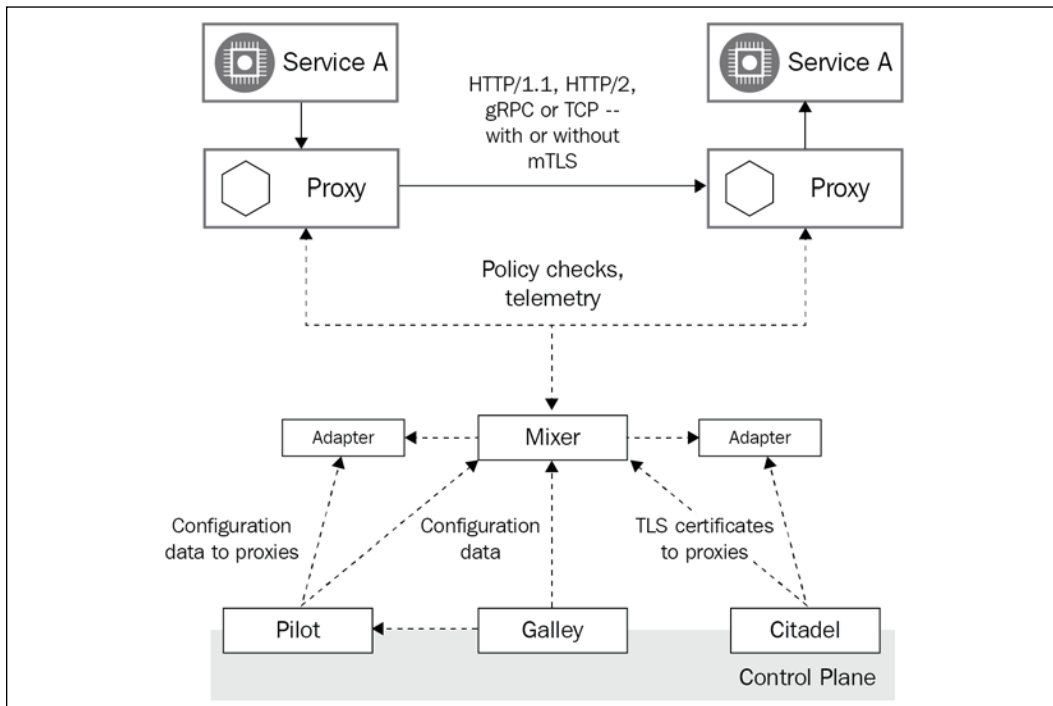 Service A
Service A
HTTP/1.1, HTTP/2,
gRPC or TCP --
with or without
mTLS
Proxy
Proxy
Policy checks,
telemetry
Adapter
Mixer
Adapter
Configuration
data to proxies
Configuration
data
TLS certificates
to proxies
Pilot
Galley
Citadel
Control Plane